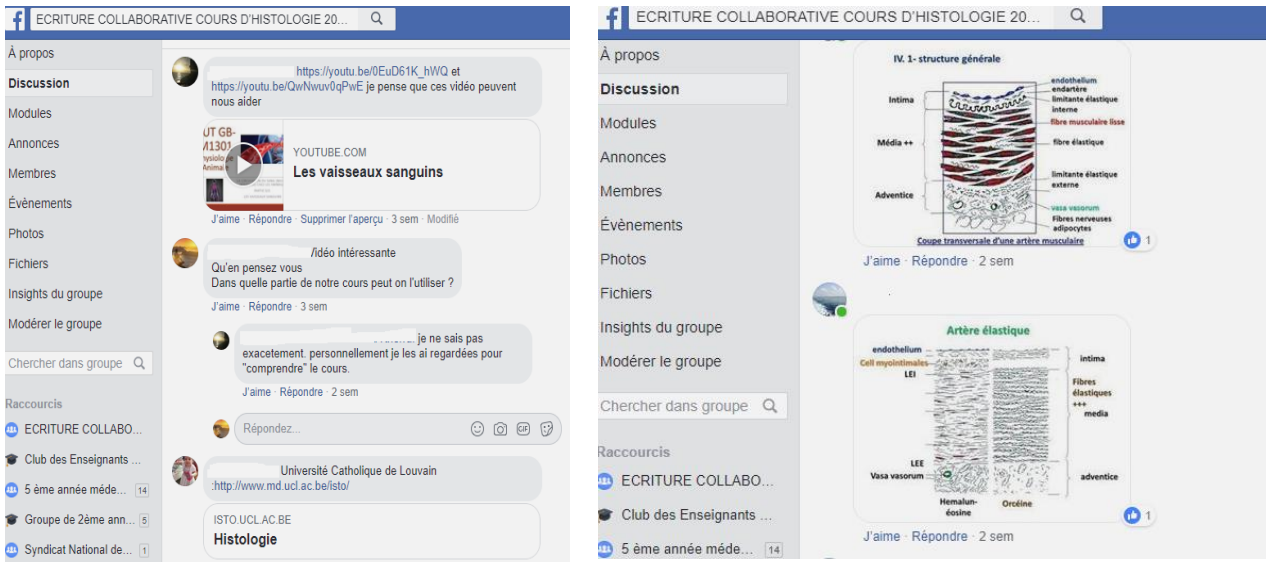 f ECRITURE COLLABORATIVE COURS D'HISTOLOGIE 20...
À propos
Discussion
Modules
Annonces
Membres
Évènements
Photos
Fichiers
Insights du groupe
Modérer le groupe
Chercher dans groupe
Raccourcis
ECRITURE COLLABO...
Club des Enseignants ...
5 ème année méde... 14
Groupe de 2ème ann... 5
Syndicat National de... 1
https://youtu.be/0EuD61K_hWQ et
https://youtu.be/QwNwuv0qPwE je pense que ces vidéo peuvent
nous aider
UT GB-
M1301
Animale
YOUTUBE.COM
Les vaisseaux sanguins
J'aime · Répondre · Supprimer l'aperçu · 3 sem · Modifié
/idéo intéressante
Qu'en pensez vous
Dans quelle partie de notre cours peut on l'utiliser ?
J'aime · Répondre · 3 sem
je ne sais pas
exacetement. personnellement je les ai regardées pour
"comprendre" le cours.
J'aime · Répondre · 2 sem
Répondez...
GIF
Université Catholique de Louvain
:http://www.md.ucl.ac.be/isto/
ISTO.UCL.AC.BE
Histologie
f ECRITURE COLLABORATIVE COURS D'HISTOLOGIE 20...
À propos
Discussion
Modules
Annonces
Membres
Évènements
Photos
Fichiers
Insights du groupe
Modérer le groupe
Chercher dans groupe
Raccourcis
ECRITURE COLLABO...
Club des Enseignants ...
5 ème année méde... 14
IV. 1- structure générale
Intima
Média ++
Adventice
endothelium
endartère
limitante élastique
interne
fibre musculaire lisse
fibre élastique
limitante élastique
externe
vasa vasorum
Fibres nerveuses
adipocytes
Coupe transversale d'une artère musculaire
1
J'aime · Répondre · 2 sem
Artère élastique
endothelium
Cell myointimales
LEI
LEE
Vasa vasorum
intima
Fibres
élastiques
+++
media
adventice
Hemalun-
éosine
Orcéine
1
J'aime · Répondre · 2 sem